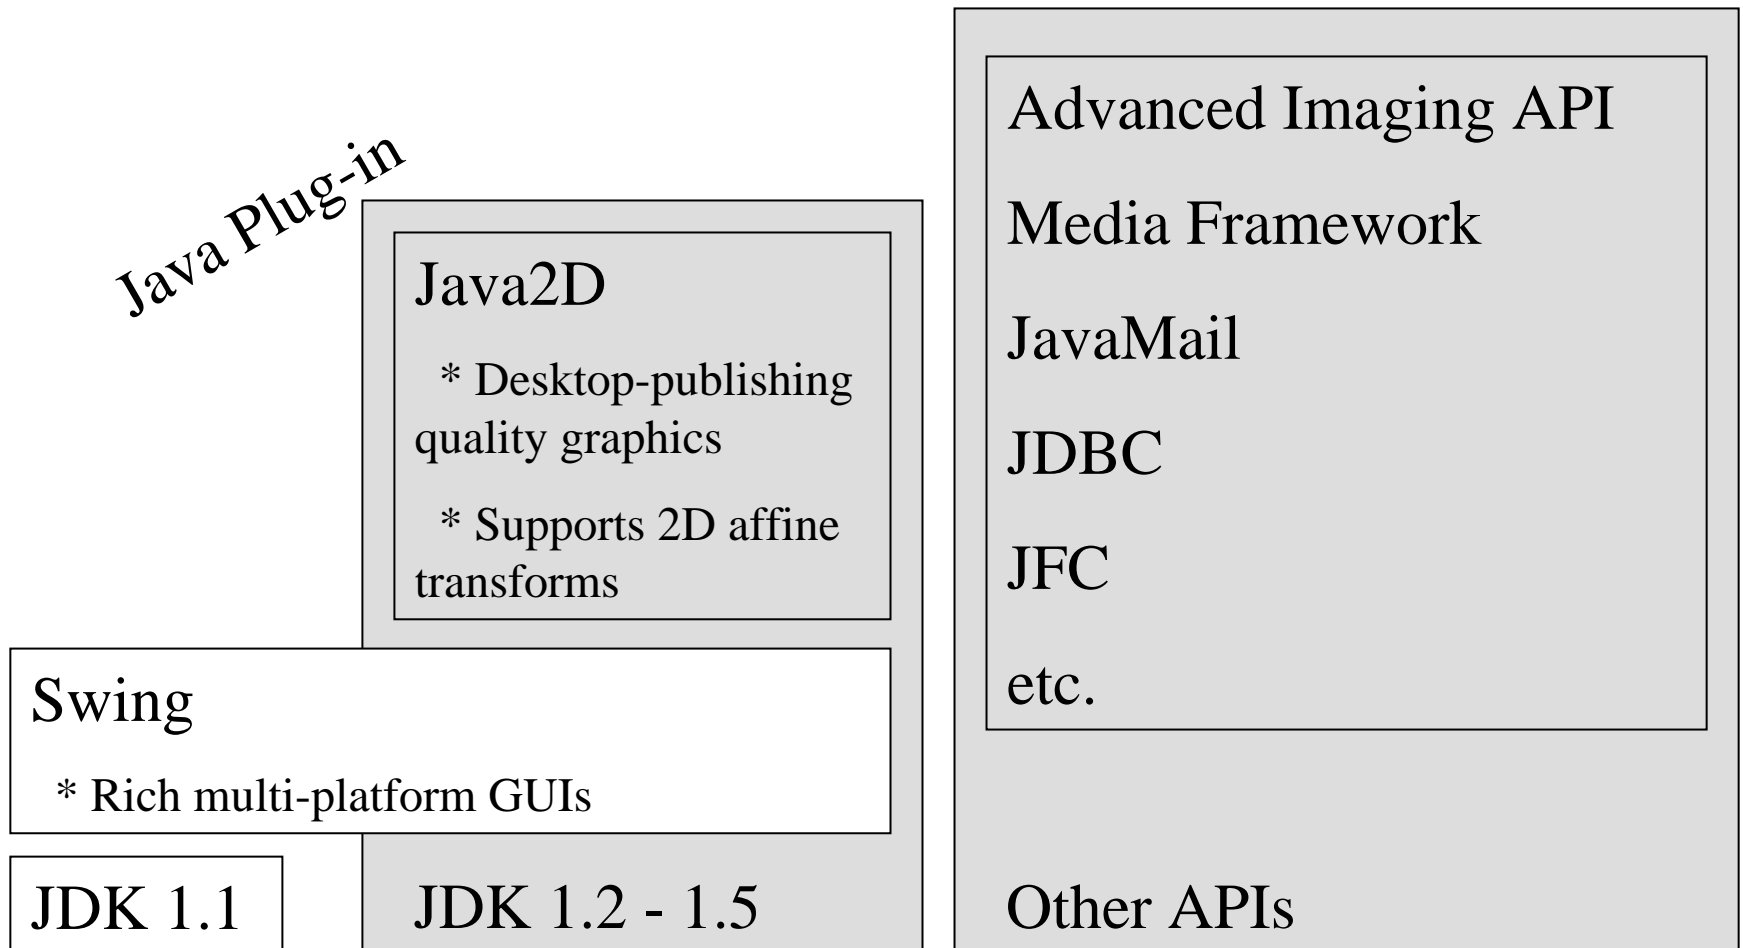 Java Plug-in
Java2D
* Desktop-publishing
quality graphics
* Supports 2D affine
transforms
Swing
* Rich multi-platform GUIs
JDK 1.1
JDK 1.2 - 1.5
Advanced Imaging API
Media Framework
JavaMail
JDBC
JFC
etc.
Other APIs